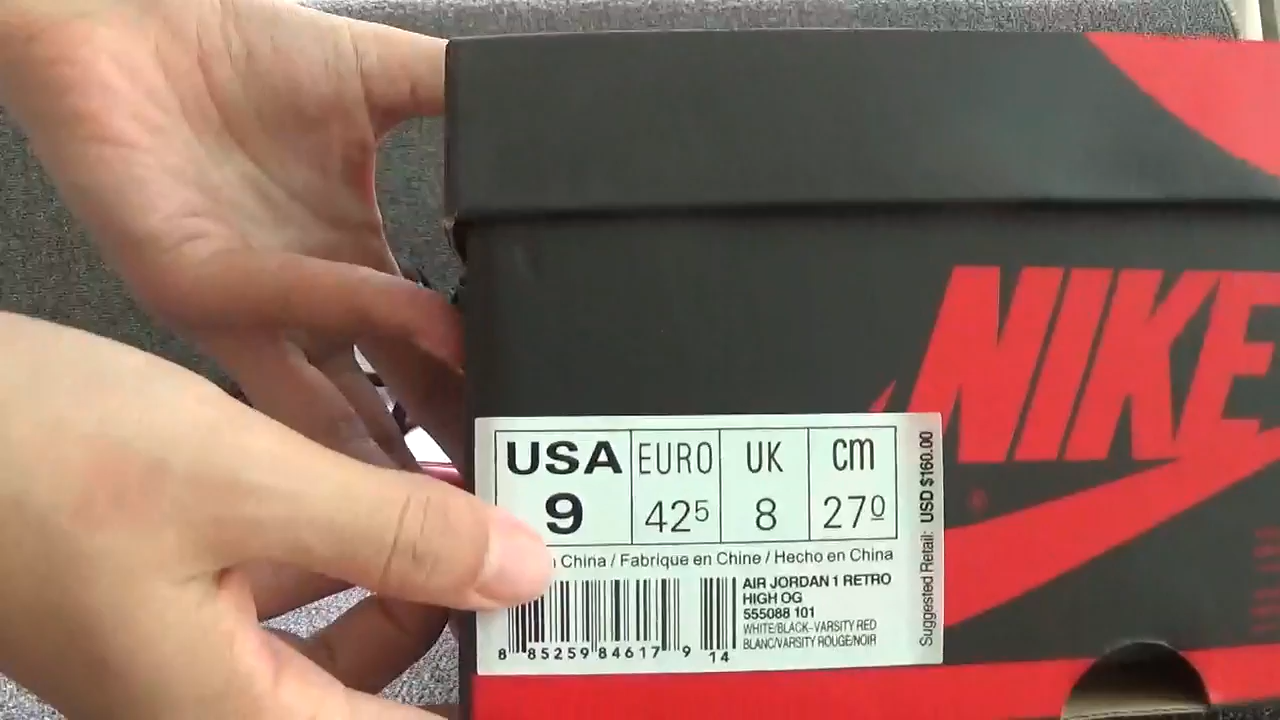 NIKE
USA EURO UK cm
9 42⁵ 8 27⁰
China / Fabrique en Chine / Hecho en China
AIR JORDAN 1 RETRO
HIGH OG
555088 101
WHITE/BLACK-VARSITY RED
BLANC/VARSITY ROUGE/NOIR
8 85259 84617 9 14
Suggested Retail: USD $160.00